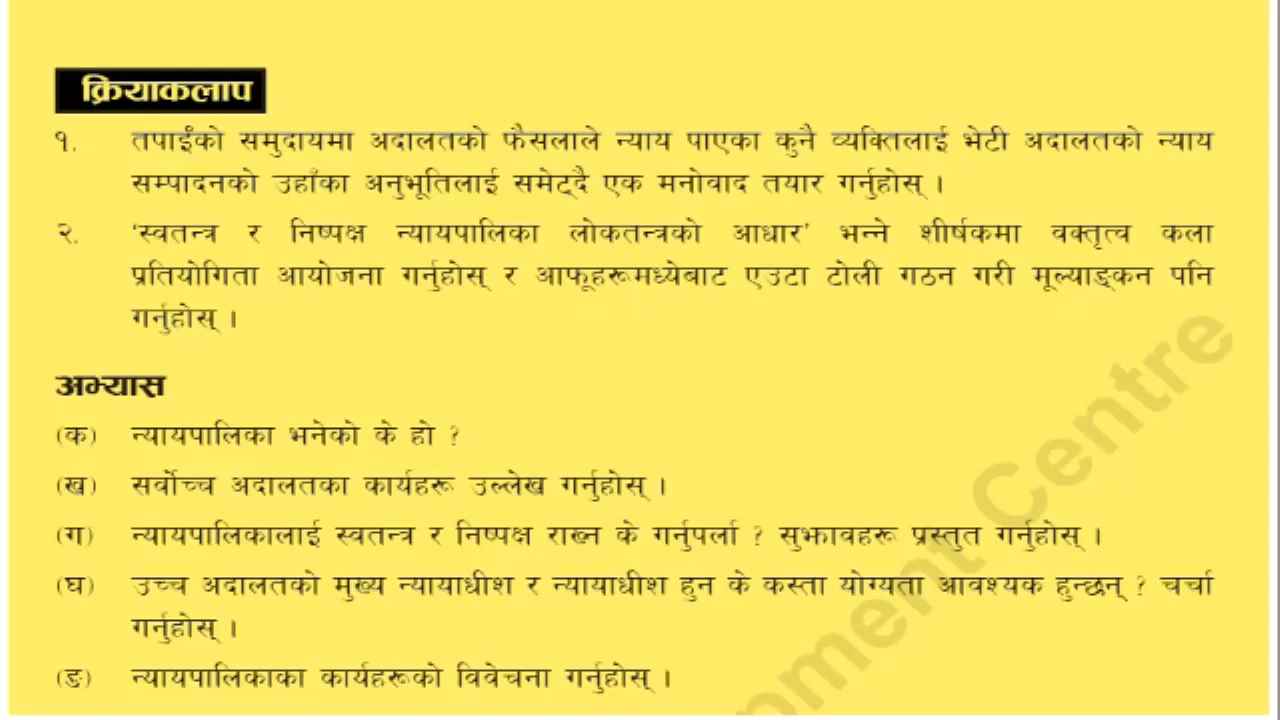 क्रियाकलाप
१. तपाईंको समुदायमा अदालतको फैसलाले न्याय पाएका कुनै व्यक्तिलाई भेटी अदालतको न्याय
सम्पादनको उहाँका अनुभूतिलाई समेट्दै एक मनोवाद तयार गर्नुहोस् ।
२. ‘स्वतन्त्र र निष्पक्ष न्यायपालिका लोकतन्त्रको आधार’ भन्ने शीर्षकमा वक्तृत्व कला
प्रतियोगिता आयोजना गर्नुहोस् र आफूहरूमध्येबाट एउटा टोली गठन गरी मूल्याङ्कन पनि
गर्नुहोस् ।
अभ्यास
(क) न्यायपालिका भनेको के हो ?
(ख) सर्वोच्च अदालतका कार्यहरू उल्लेख गर्नुहोस् ।
(ग) न्यायपालिकालाई स्वतन्त्र र निष्पक्ष राख्न के गर्नुपर्ला ? सुझावहरू प्रस्तुत गर्नुहोस् ।
(घ) उच्च अदालतको मुख्य न्यायाधीश र न्यायाधीश हुन के कस्ता योग्यता आवश्यक हुन्छन् ? चर्चा
गर्नुहोस् ।
(ङ) न्यायपालिकाका कार्यहरूको विवेचना गर्नुहोस् ।
opment Centre